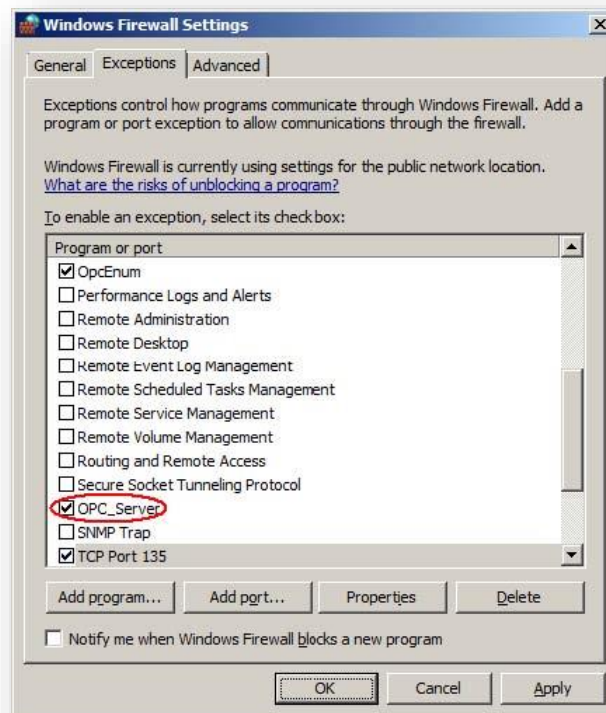 Windows Firewall Settings
General Exceptions Advanced
Exceptions control how programs communicate through Windows Firewall. Add a
program or port exception to allow communications through the firewall.
Windows Firewall is currently using settings for the public network location.
What are the risks of unblocking a program?
To enable an exception, select its check box:
Program or port
OpcEnum
Performance Logs and Alerts
Remote Administration
Remote Desktop
Remote Event Log Management
Remote Scheduled Tasks Management
Remote Service Management
Remote Volume Management
Routing and Remote Access
Secure Socket Tunneling Protocol
OPC_Server
SNMP Trap
TCP Port 135
Add program... Add port... Properties Delete
Notify me when Windows Firewall blocks a new program
OK Cancel Apply